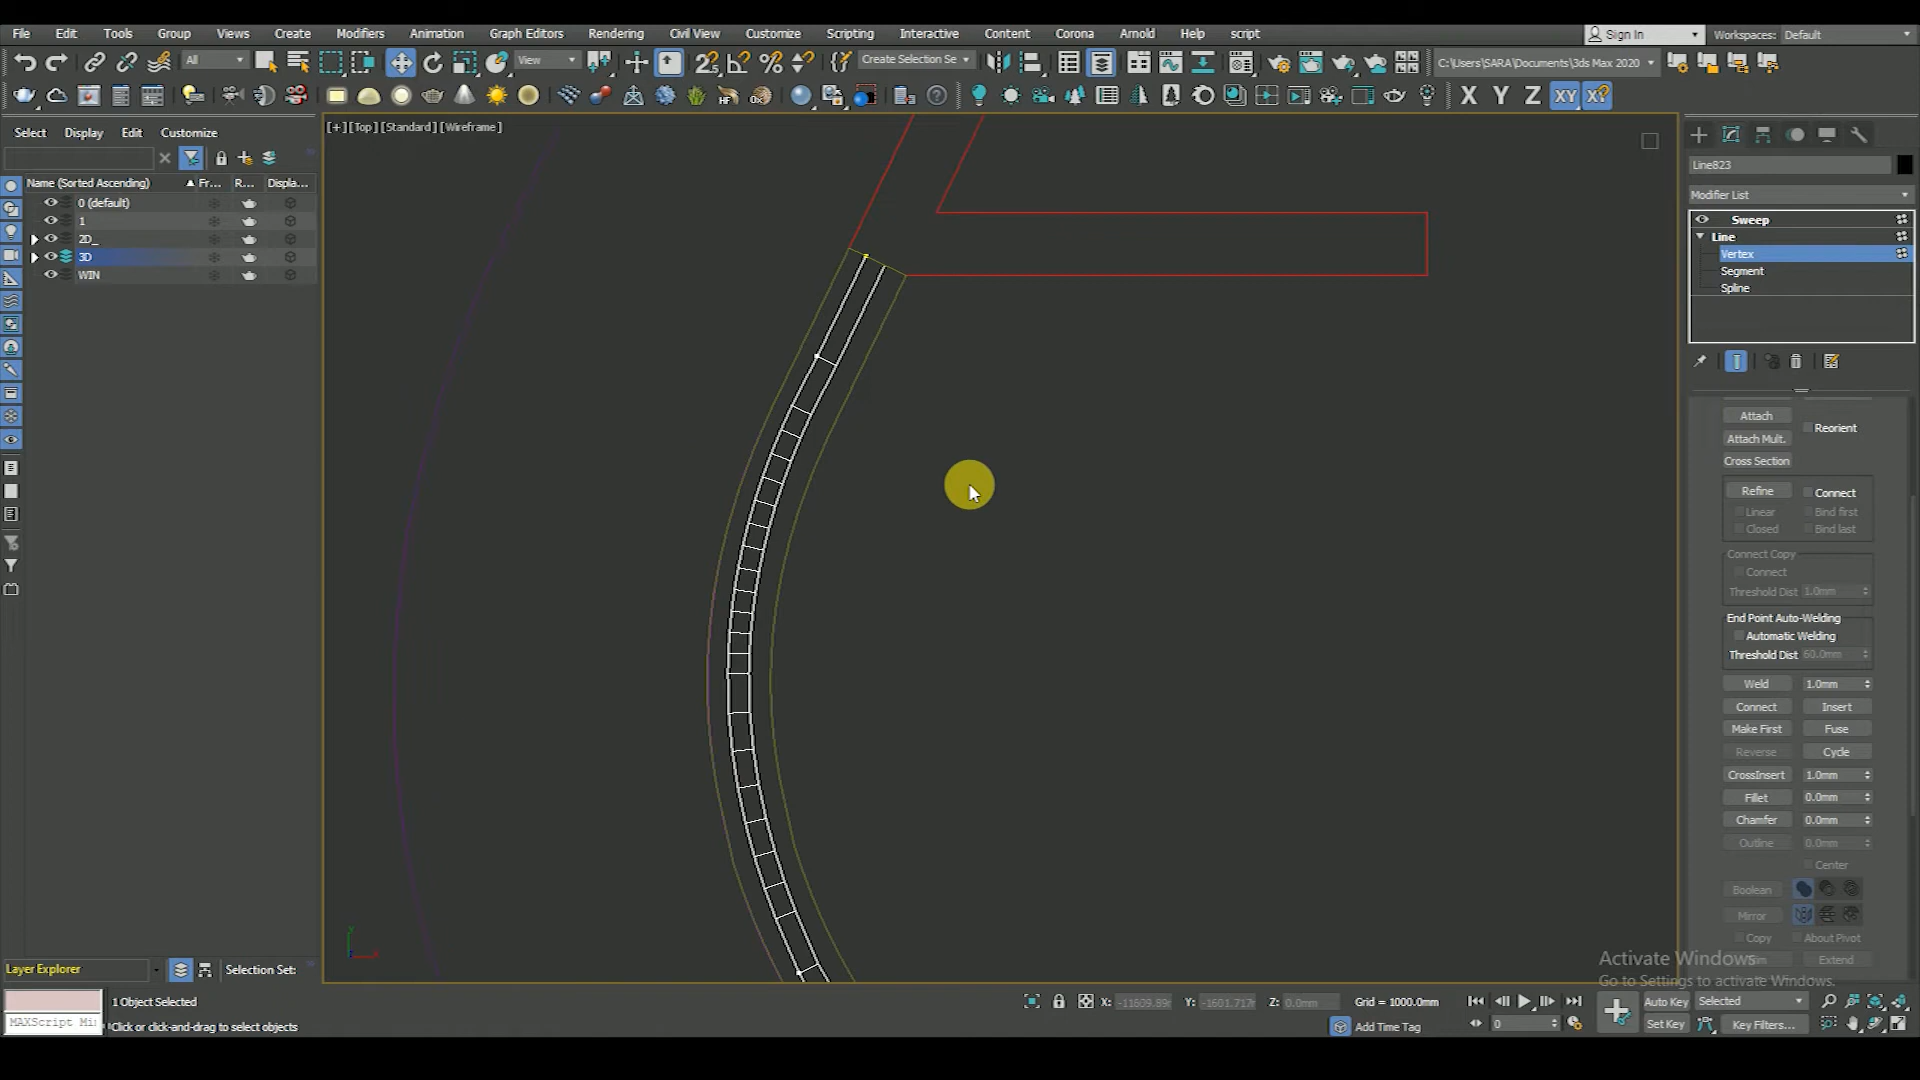 File Edit Tools Group Views Create Modifiers Animation Graph Editors Rendering Civil View Customize Scripting Interactive Content Corona Arnold Help script Sign In Workspaces: Default
All View Create Selection Se C:\Users\SARA\Documents\3ds Max 2020
X Y Z XY XY
Select Display Edit Customize
Name (Sorted Ascending) Fr... R... Displa...
0 (default)
1
2D_
3D
WIN
Layer Explorer Selection Set:
[+] [Top] [Standard] [Wireframe]
Line823
Modifier List
Sweep
Line
Vertex
Segment
Spline
Attach
Reorient
Attach Mult.
Cross Section
Refine Connect
Linear Bind first
Closed Bind last
Connect Copy
Connect
Threshold Dist 1.0mm
End Point Auto-Welding
Automatic Welding
Threshold Dist 60.0mm
Weld 1.0mm
Connect Insert
Make First Fuse
Reverse Cycle
CrossInsert 1.0mm
Fillet 0.0mm
Chamfer 0.0mm
Outline 0.0mm
Center
Boolean
Mirror
Copy About Pivot
Extend
Activate Windows
Go to Settings to activate Windows.
MAXScript Mi
1 Object Selected
Click or click-and-drag to select objects
X: -11609.89 Y: -1601.717 Z: 0.0mm Grid = 1000.0mm
Add Time Tag
0
Auto Key Selected
Set Key Key Filters...